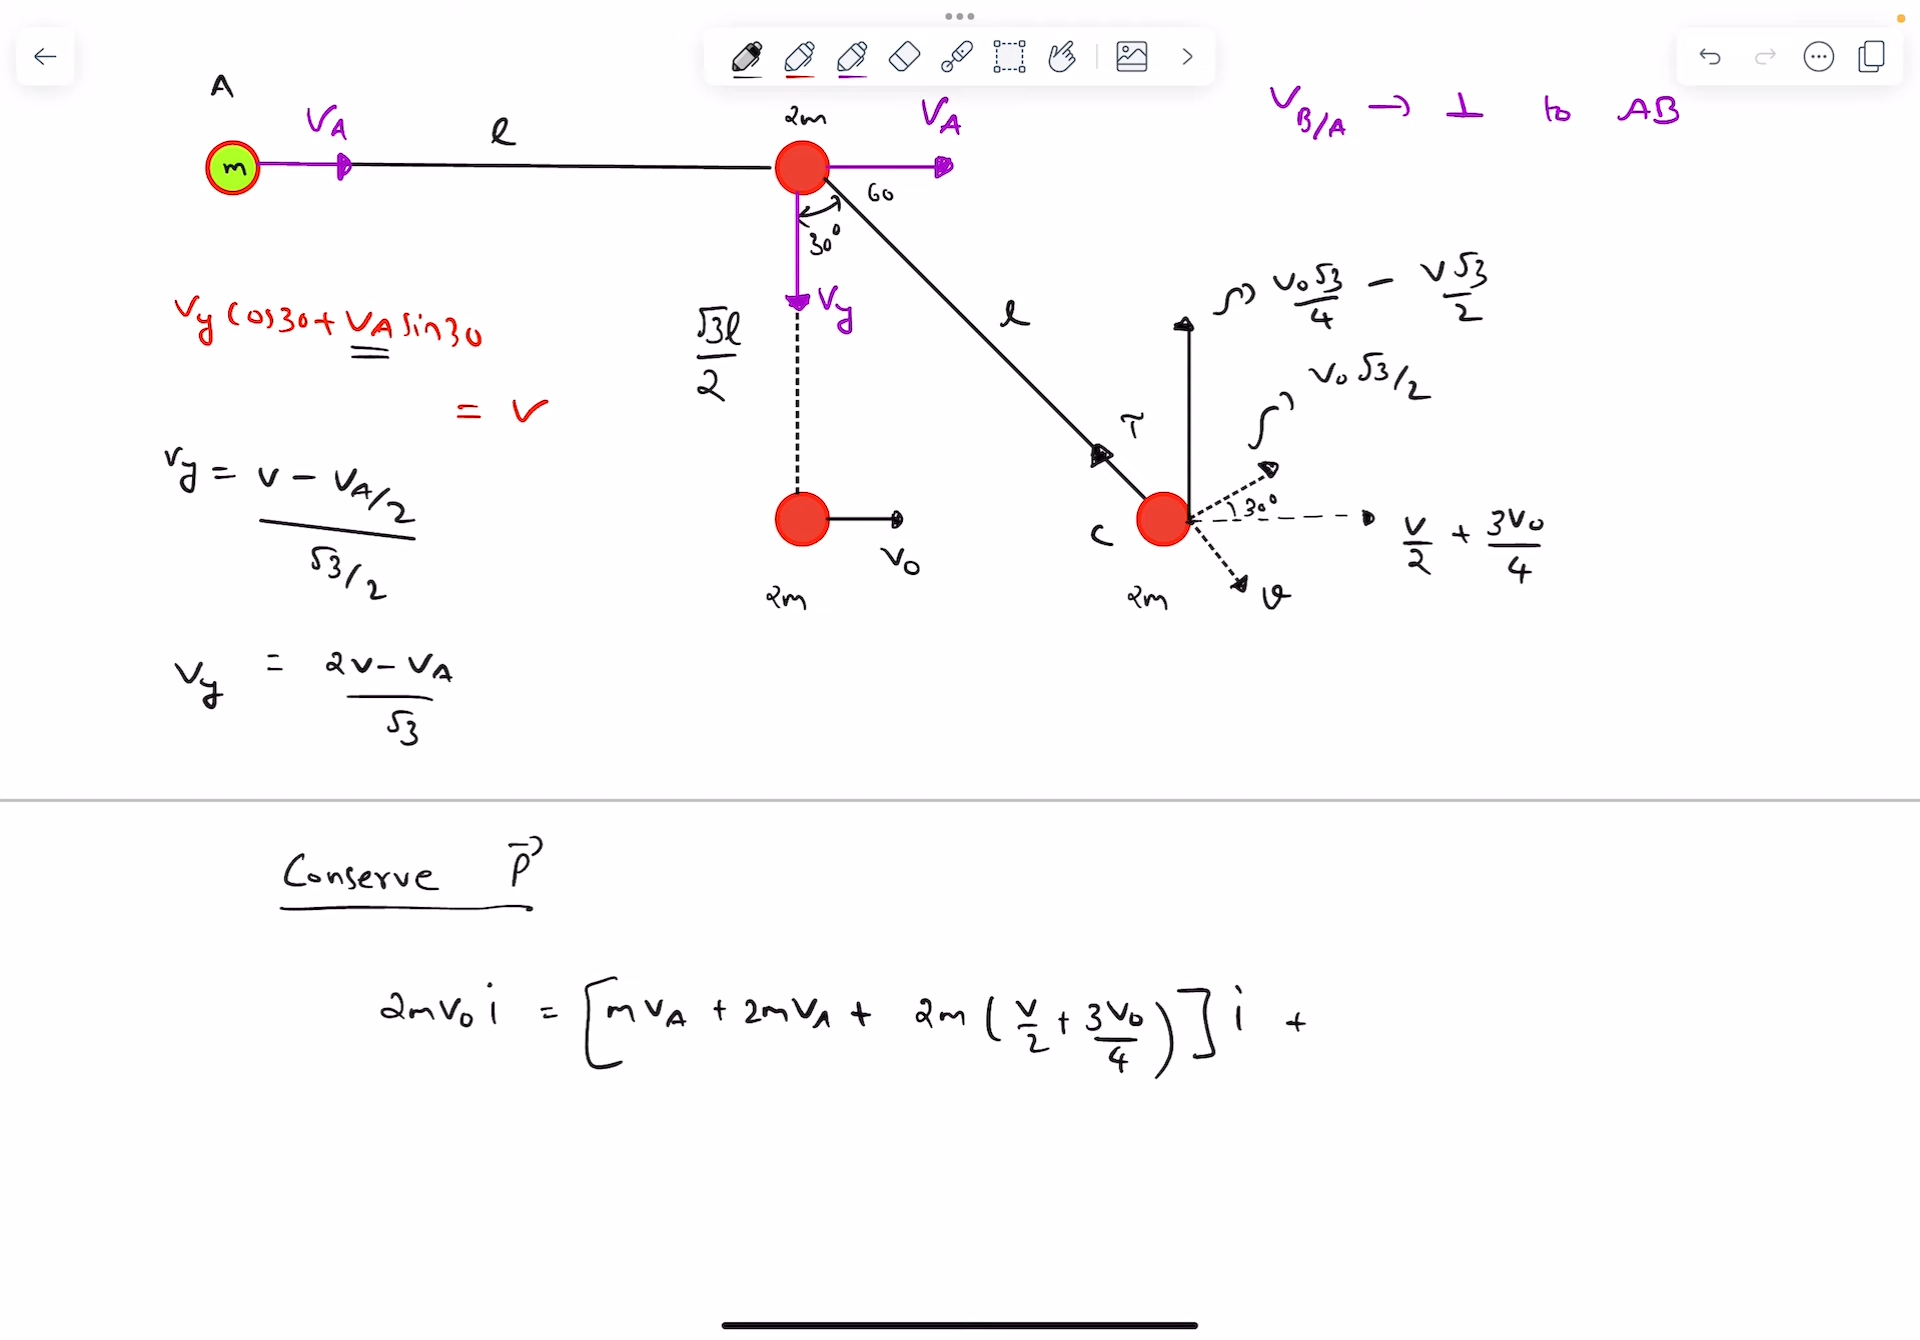 A
V_A
l
2m
V_A
V_{B/A} → ⊥ to AB
m
60
30°
V_y
v_y cos30 + v_A sin30
= v
√3l/2
l
v_0√3/4 - v√3/2
v_0√3/2
T
30°
v_y = (v - v_A/2)/(√3/2)
v_0
C
v/2 + 3v_0/4
2m
2m
v
v_y = (2v - v_A)/√3
Conserve p⃗
2mv_0 i = [mv_A + 2mv_A + 2m(v/2 + 3v_0/4)] i +